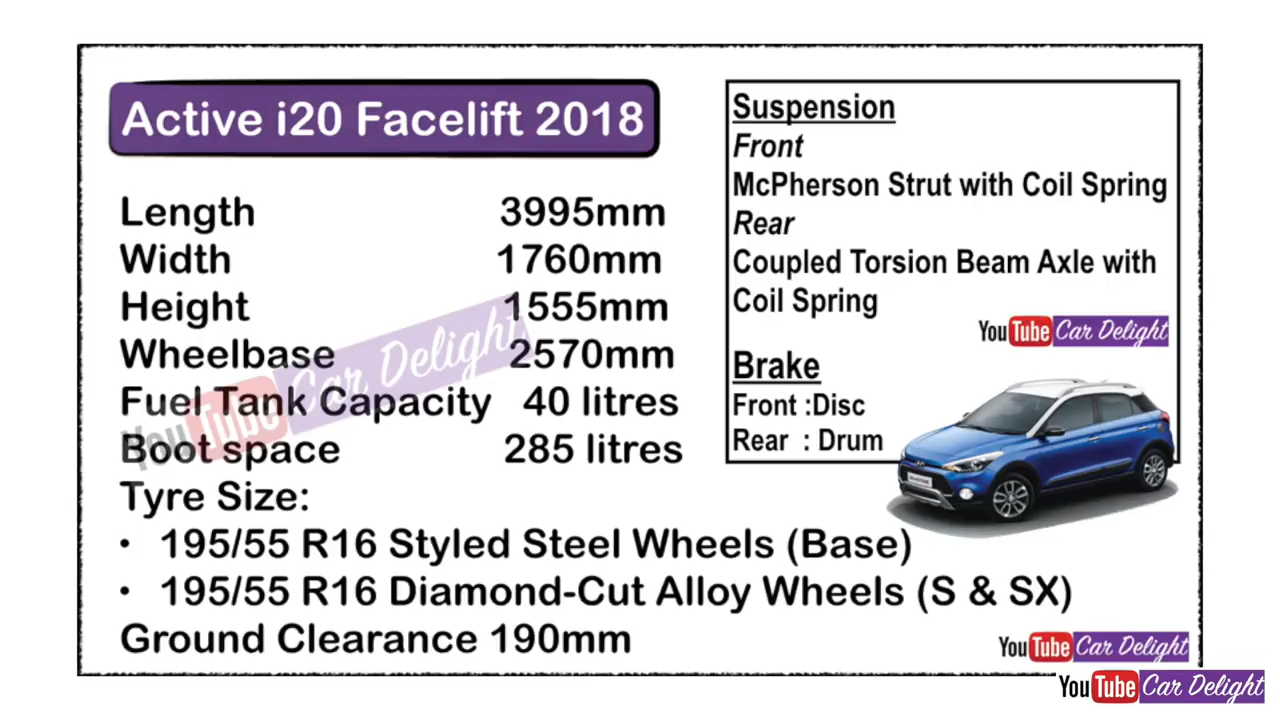 Active i20 Facelift 2018
Length 3995mm
Width 1760mm
Height 1555mm
Wheelbase 2570mm
Fuel Tank Capacity 40 litres
Boot space 285 litres
Tyre Size:
• 195/55 R16 Styled Steel Wheels (Base)
• 195/55 R16 Diamond-Cut Alloy Wheels (S & SX)
Ground Clearance 190mm
Suspension
Front
McPherson Strut with Coil Spring
Rear
Coupled Torsion Beam Axle with
Coil Spring
YouTube Car Delight
Brake
Front :Disc
Rear : Drum
YouTube Car Delight
YouTube Car Delight
YouTube Car Delight